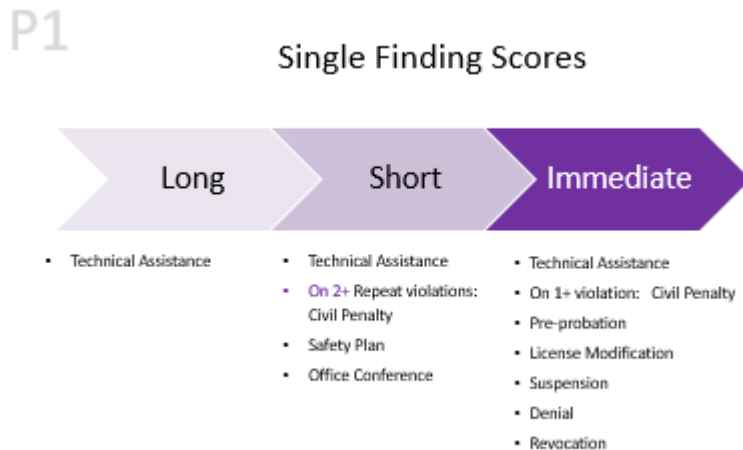 P1
Single Finding Scores
Long
Short
Immediate
Technical Assistance
Technical Assistance
On 2+ Repeat violations:
Civil Penalty
Safety Plan
Office Conference
Technical Assistance
On 1+ violation: Civil Penalty
Pre-probation
License Modification
Suspension
Denial
Revocation